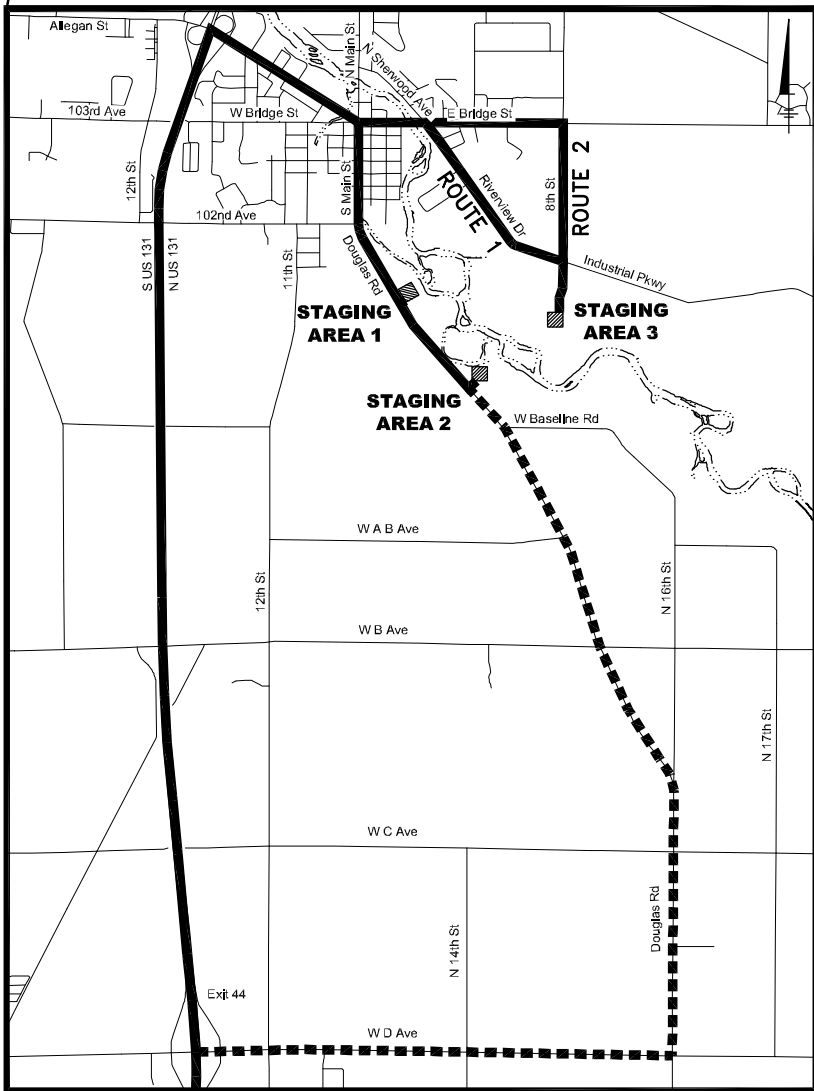 Allegan St
N Main St
N Sherwood Ave
103rd Ave
W Bridge St
E Bridge St
12th St
S Main St
ROUTE 1
Riverview Dr
8th St
ROUTE 2
102nd Ave
S US 131
N US 131
11th St
Douglas Rd
Industrial Pkwy
STAGING
AREA 1
STAGING
AREA 3
STAGING
AREA 2
W Baseline Rd
W A B Ave
12th St
N 16th St
W B Ave
N 17th St
W C Ave
Douglas Rd
N 14th St
Exit 44
W D Ave